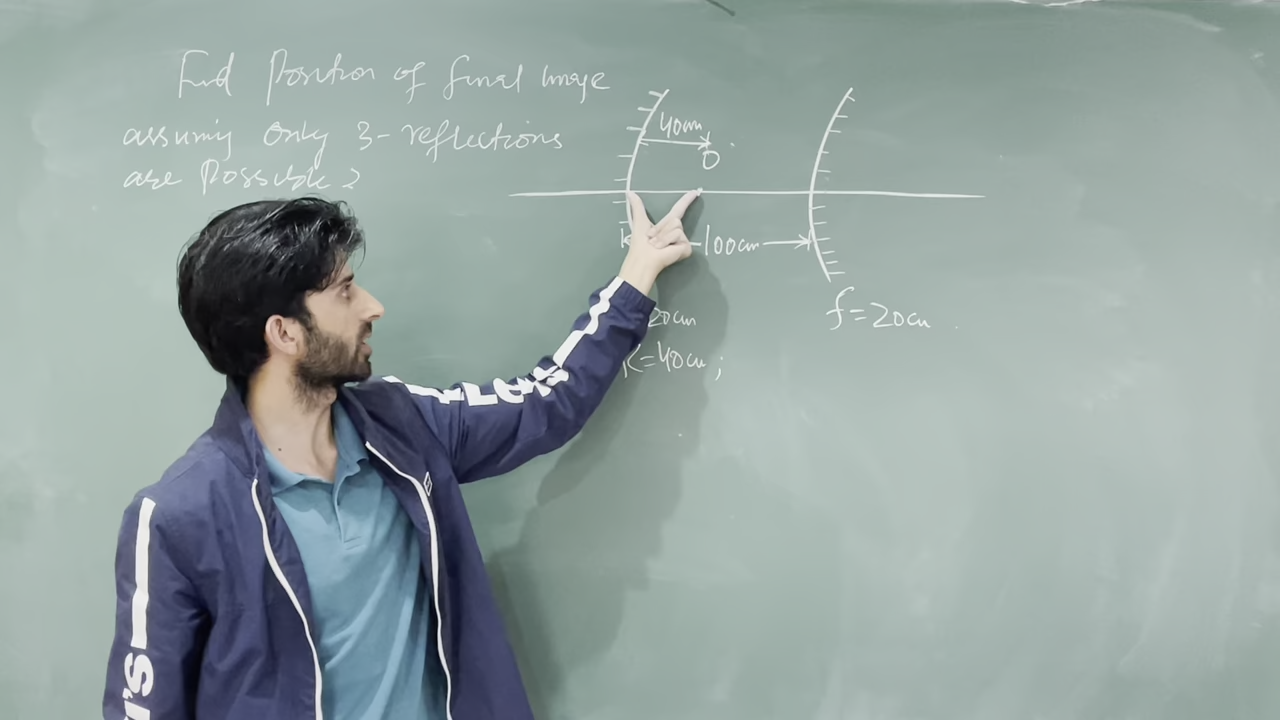 Find Position of final Image
assuming Only 3-reflections
are Possible?
40cm
O
100cm
20cm
R=40cm;
f=20cm